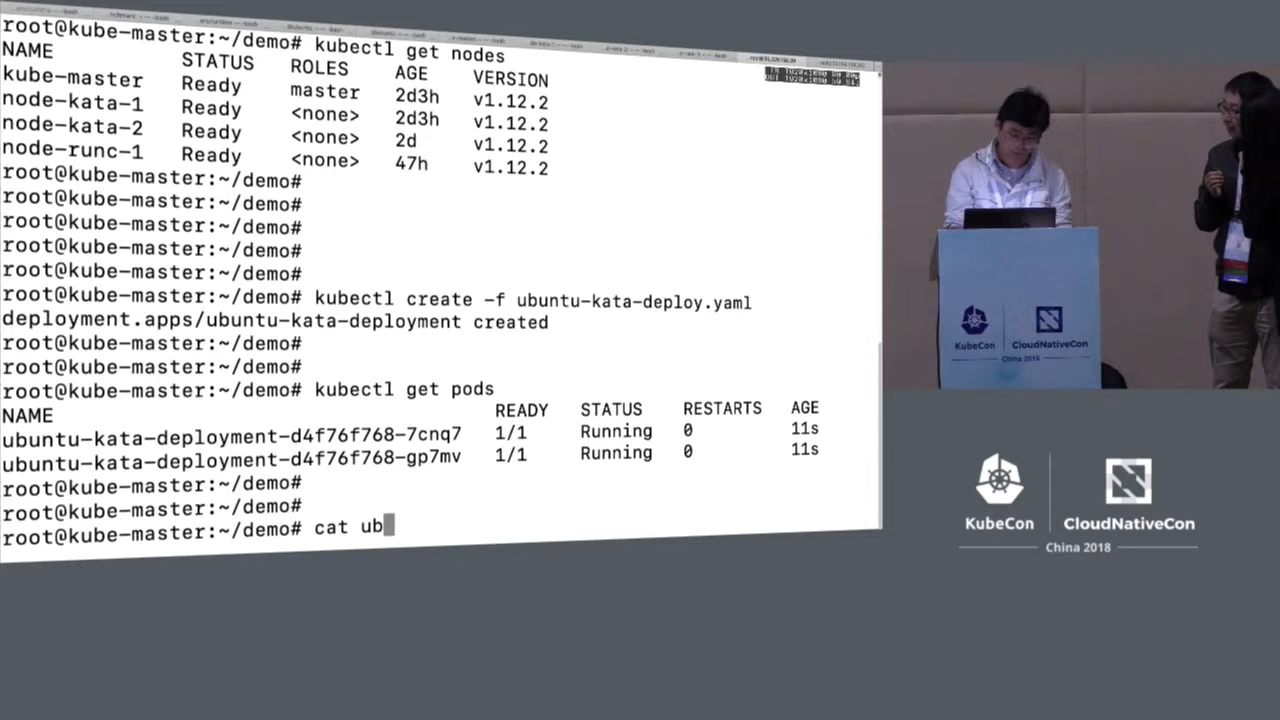 root@kube-master:~/demo# kubectl get nodes
NAME STATUS ROLES AGE VERSION
kube-master Ready master 2d3h v1.12.2
node-kata-1 Ready <none> 2d3h v1.12.2
node-kata-2 Ready <none> 2d v1.12.2
node-runc-1 Ready <none> 47h v1.12.2
root@kube-master:~/demo#
root@kube-master:~/demo#
root@kube-master:~/demo#
root@kube-master:~/demo#
root@kube-master:~/demo#
root@kube-master:~/demo# kubectl create -f ubuntu-kata-deploy.yaml
deployment.apps/ubuntu-kata-deployment created
root@kube-master:~/demo#
root@kube-master:~/demo#
root@kube-master:~/demo# kubectl get pods
NAME READY STATUS RESTARTS AGE
ubuntu-kata-deployment-d4f76f768-7cnq7 1/1 Running 0 11s
ubuntu-kata-deployment-d4f76f768-gp7mv 1/1 Running 0 11s
root@kube-master:~/demo#
root@kube-master:~/demo#
root@kube-master:~/demo# cat ub
KubeCon CloudNativeCon
China 2018
KubeCon CloudNativeCon
China 2018